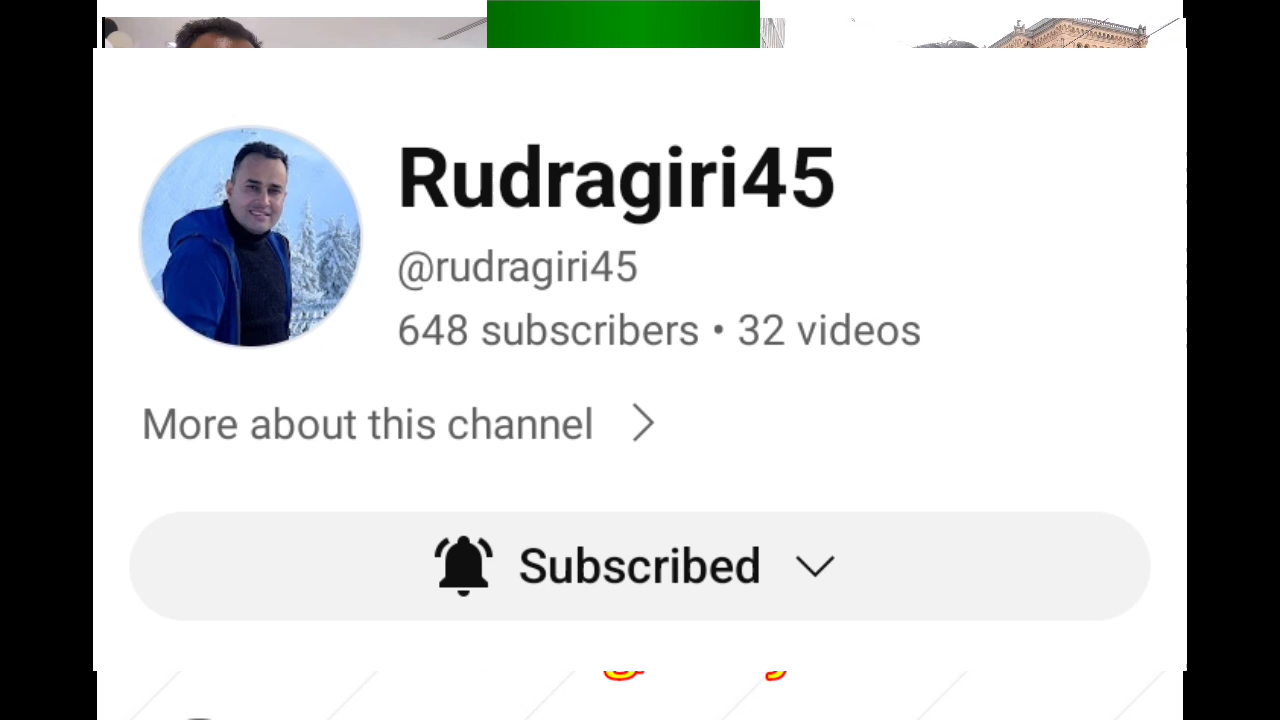 Rudragiri45
@rudragiri45
648 subscribers • 32 videos
More about this channel
Subscribed